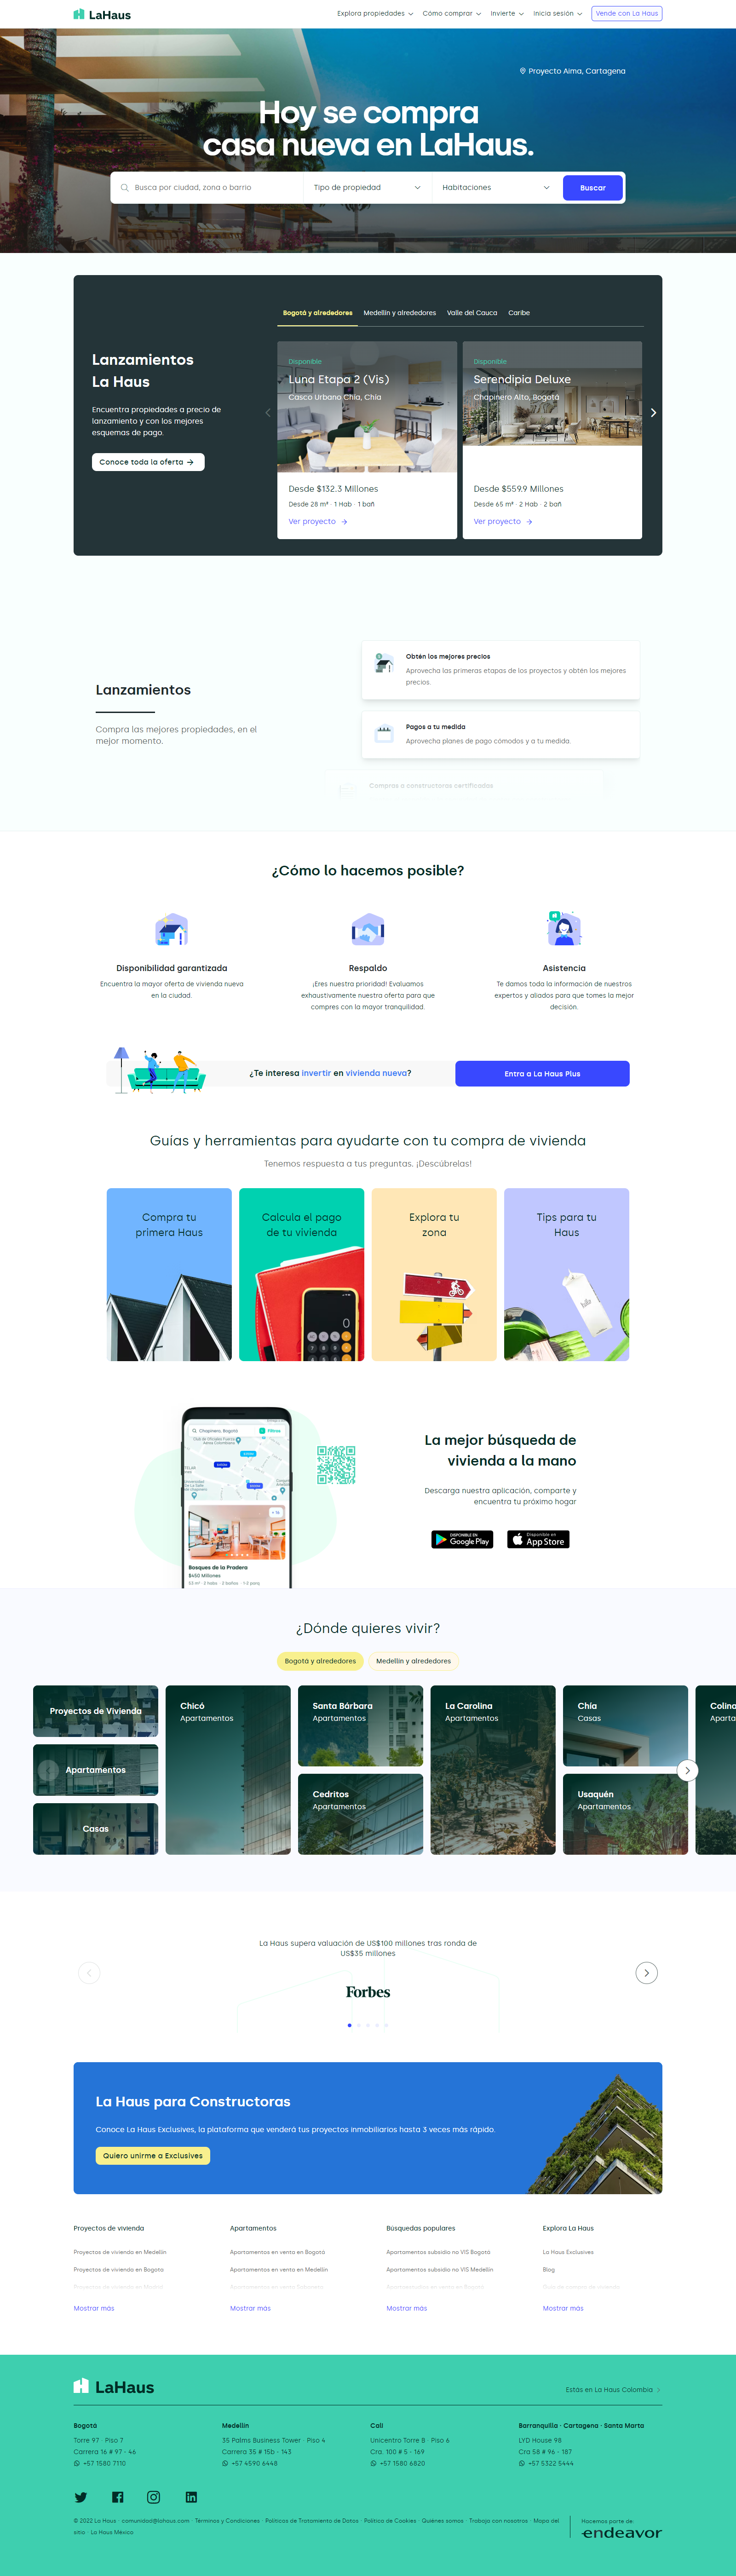 LaHaus
Explora propiedades
Cómo comprar
Invierte
Inicia sesión
Vende con La Haus
Proyecto Aima, Cartagena
Hoy se compra
casa nueva en LaHaus.
Busca por ciudad, zona o barrio
Tipo de propiedad
Habitaciones
Buscar
Bogotá y alrededores
Medellín y alrededores
Valle del Cauca
Caribe
Lanzamientos
La Haus
Encuentra propiedades a precio de
lanzamiento y con los mejores
esquemas de pago.
Conoce toda la oferta
Disponible
Luna Etapa 2 (Vis)
Casco Urbano Chía, Chía
Desde $132.3 Millones
Desde 28 m² · 1 Hab · 1 bañ
Ver proyecto
Disponible
Serendipia Deluxe
Chapinero Alto, Bogotá
Desde $559.9 Millones
Desde 65 m² · 2 Hab · 2 bañ
Ver proyecto
Lanzamientos
Compra las mejores propiedades, en el
mejor momento.
Obtén los mejores precios
Aprovecha las primeras etapas de los proyectos y obtén los mejores
precios.
Pagos a tu medida
Aprovecha planes de pago cómodos y a tu medida.
Compras a constructoras certificadas
¿Cómo lo hacemos posible?
Disponibilidad garantizada
Encuentra la mayor oferta de vivienda nueva
en la ciudad.
Respaldo
¡Eres nuestra prioridad! Evaluamos
exhaustivamente nuestra oferta para que
compres con la mayor tranquilidad.
Asistencia
Te damos toda la información de nuestros
expertos y aliados para que tomes la mejor
decisión.
¿Te interesa invertir en vivienda nueva?
Entra a La Haus Plus
Guías y herramientas para ayudarte con tu compra de vivienda
Tenemos respuesta a tus preguntas. ¡Descúbrelas!
Compra tu
primera Haus
Calcula el pago
de tu vivienda
Explora tu
zona
Tips para tu
Haus
Chapinero, Bogotá
Filtros
Bosques de la Pradera
$450 Millones
La mejor búsqueda de
vivienda a la mano
Descarga nuestra aplicación, comparte y
encuentra tu próximo hogar
DISPONIBLE EN
Google Play
Disponible en
App Store
¿Dónde quieres vivir?
Bogotá y alrededores
Medellín y alrededores
Proyectos de Vivienda
Apartamentos
Casas
Chicó
Apartamentos
Santa Bárbara
Apartamentos
Cedritos
Apartamentos
La Carolina
Apartamentos
Chía
Casas
Usaquén
Apartamentos
Colina
Aparta
La Haus supera valuación de US$100 millones tras ronda de
US$35 millones
Forbes
La Haus para Constructoras
Conoce La Haus Exclusives, la plataforma que venderá tus proyectos inmobiliarios hasta 3 veces más rápido.
Quiero unirme a Exclusives
Proyectos de vivienda
Proyectos de vivienda en Medellín
Proyectos de vivienda en Bogotá
Mostrar más
Apartamentos
Apartamentos en venta en Bogotá
Apartamentos en venta en Medellín
Mostrar más
Búsquedas populares
Apartamentos subsidio no VIS Bogotá
Apartamentos subsidio no VIS Medellín
Mostrar más
Explora La Haus
La Haus Exclusives
Blog
Mostrar más
LaHaus
Estás en La Haus Colombia
Bogotá
Torre 97 · Piso 7
Carrera 16 # 97 - 46
+57 1580 7110
Medellín
35 Palms Business Tower · Piso 4
Carrera 35 # 15b - 143
+57 4590 6448
Cali
Unicentro Torre B · Piso 6
Cra. 100 # 5 - 169
+57 1580 6820
Barranquilla · Cartagena · Santa Marta
LYD House 98
Cra 58 # 96 - 187
+57 5322 5444
© 2022 La Haus · comunidad@lahaus.com · Términos y Condiciones · Políticas de Tratamiento de Datos · Política de Cookies · Quiénes somos · Trabaja con nosotros · Mapa del
sitio · La Haus México
Hacemos parte de:
endeavor